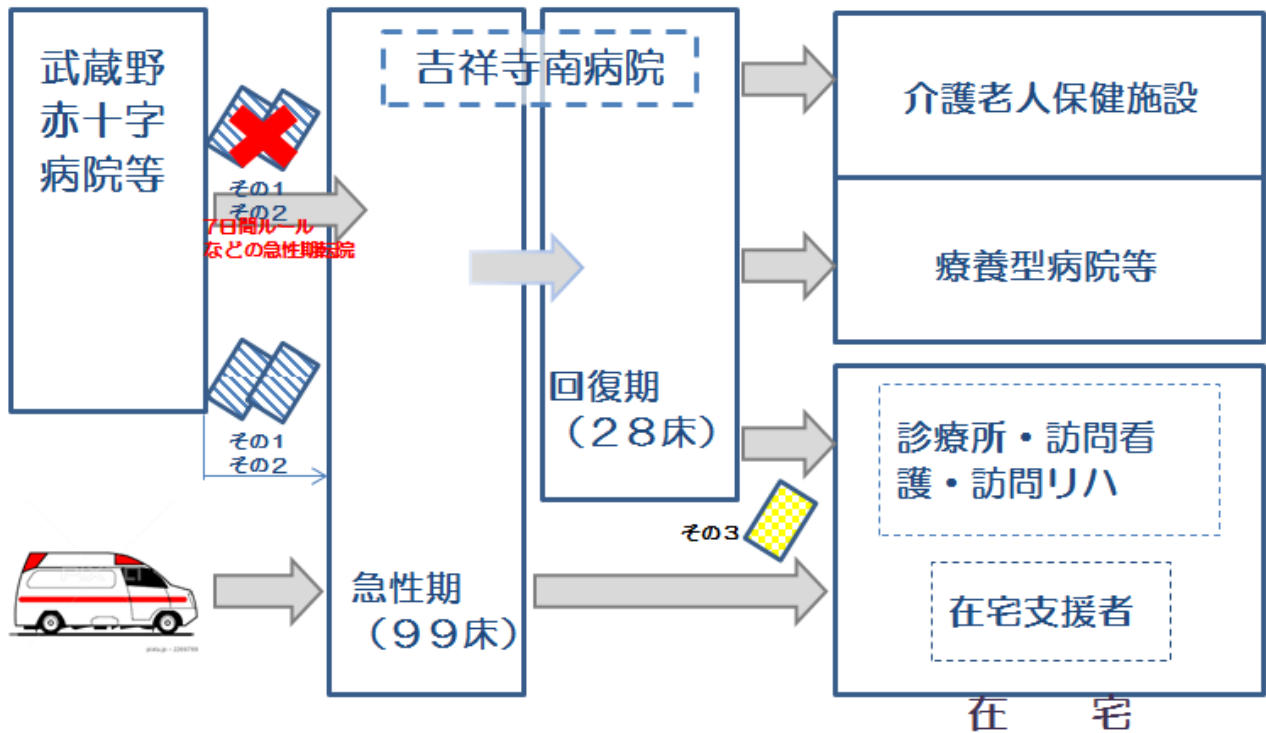 武蔵野
赤十字
病院等
その1
その2
7日間ルール
などの急性期
その1
その2
吉祥寺南病院
回復期
（２８床）
急性期
（９９床）
その3
介護老人保健施設
療養型病院等
診療所・訪問看
護・訪問リハ
在宅支援者
在　宅